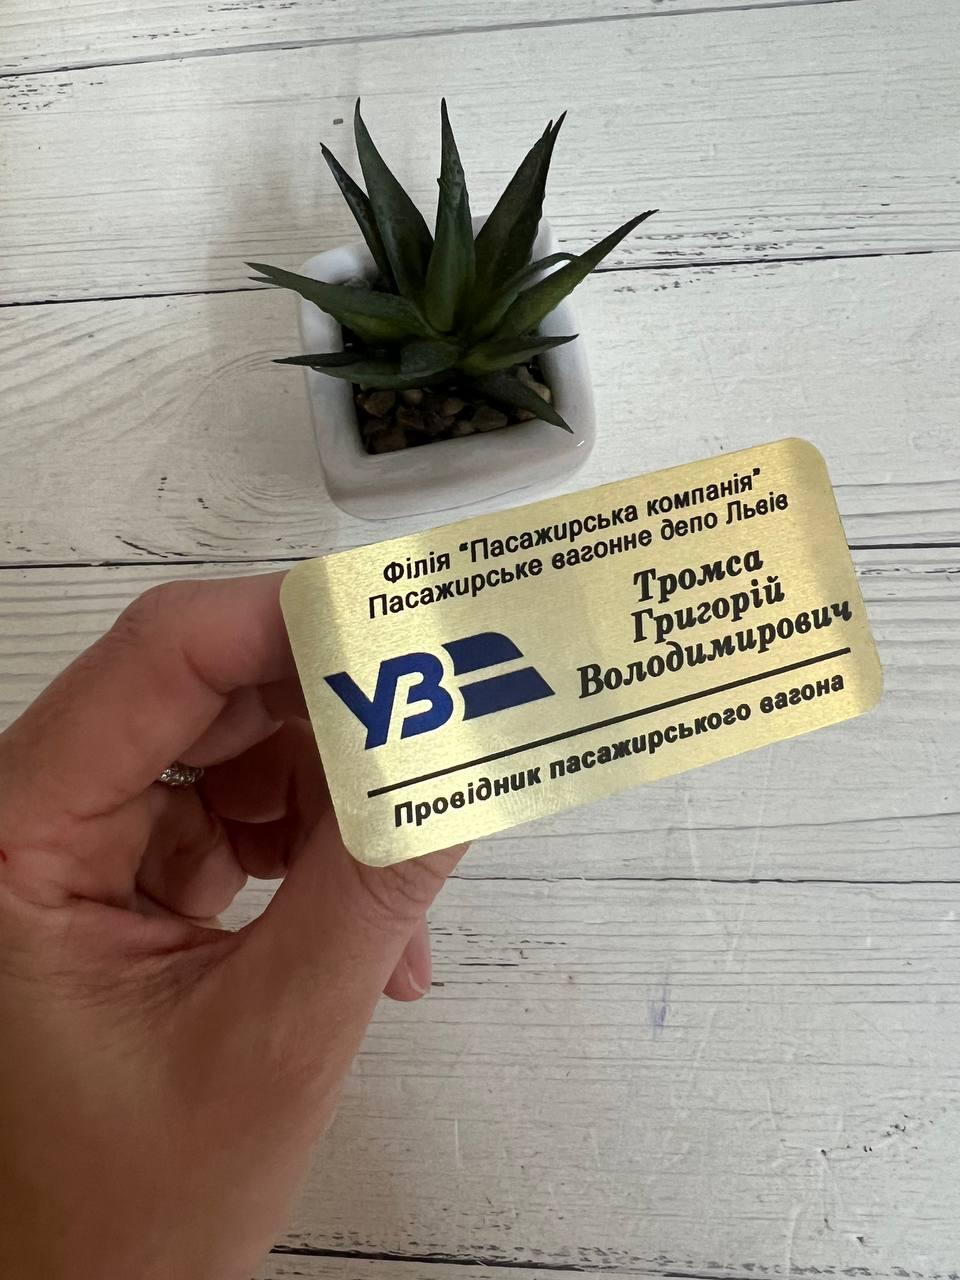 Філія “Пасажирська компанія”
Пасажирське вагонне депо Львів
Тромса
Григорій
Володимирович
УЗ
Провідник пасажирського вагона